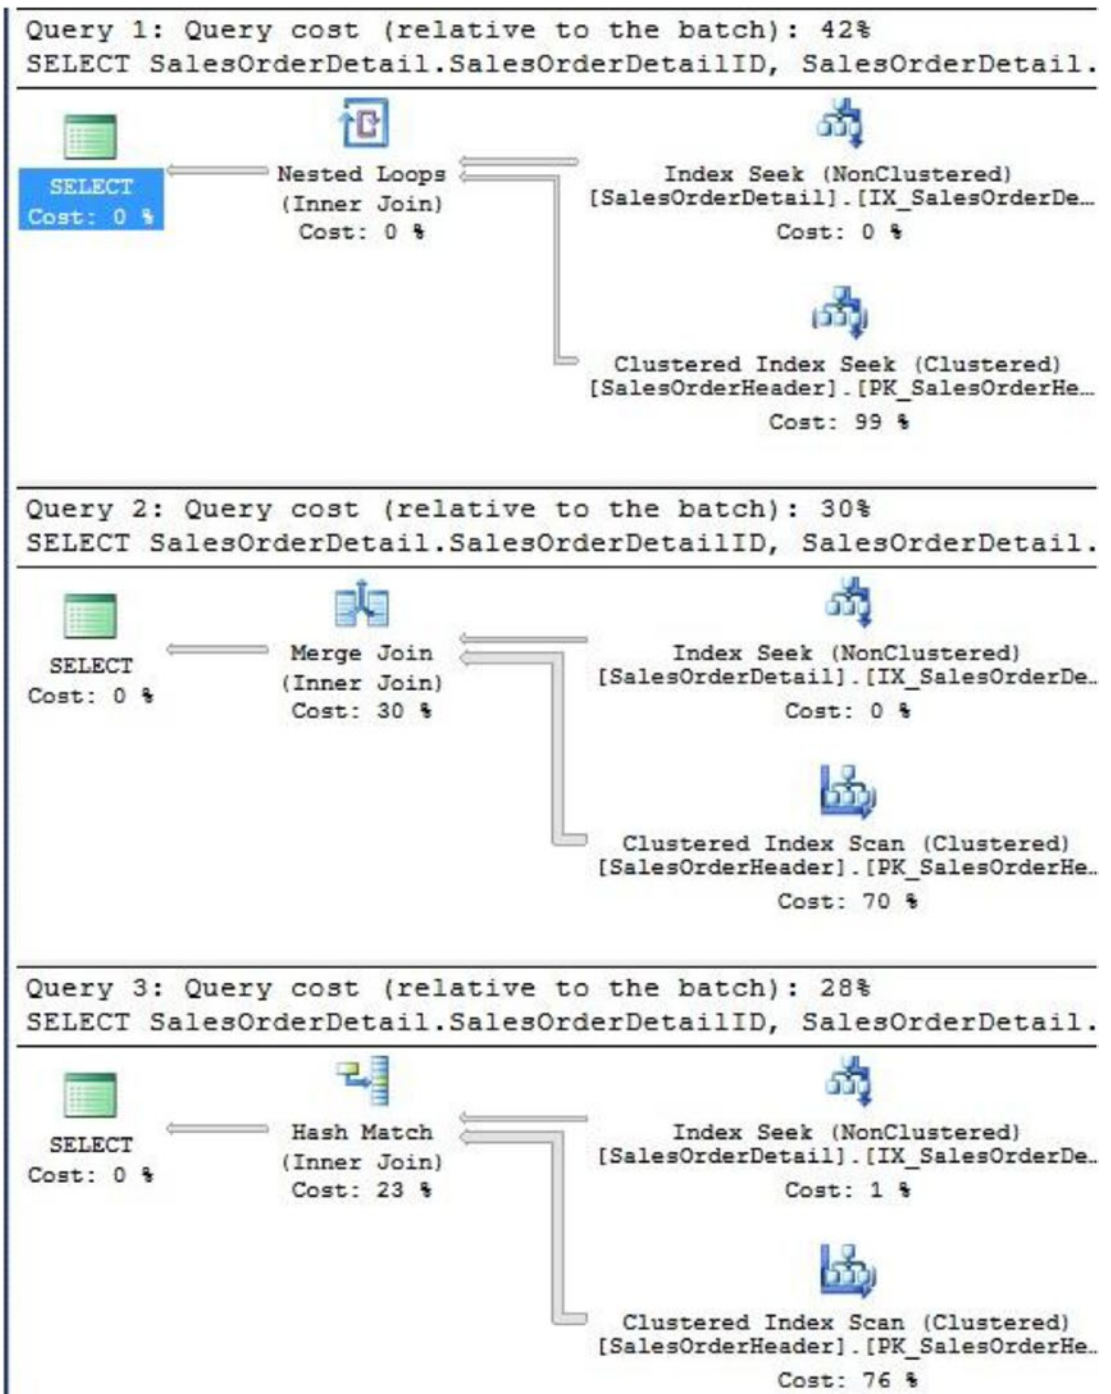 Query 1: Query cost (relative to the batch): 42%
SELECT SalesOrderDetail.SalesOrderDetailID, SalesOrderDetail.
SELECT
Cost: 0 %
Nested Loops
(Inner Join)
Cost: 0 %
Index Seek (NonClustered)
[SalesOrderDetail].[IX_SalesOrderDe…
Cost: 0 %
Clustered Index Seek (Clustered)
[SalesOrderHeader].[PK_SalesOrderHe…
Cost: 99 %
Query 2: Query cost (relative to the batch): 30%
SELECT SalesOrderDetail.SalesOrderDetailID, SalesOrderDetail.
SELECT
Cost: 0 %
Merge Join
(Inner Join)
Cost: 30 %
Index Seek (NonClustered)
[SalesOrderDetail].[IX_SalesOrderDe…
Cost: 0 %
Clustered Index Scan (Clustered)
[SalesOrderHeader].[PK_SalesOrderHe…
Cost: 70 %
Query 3: Query cost (relative to the batch): 28%
SELECT SalesOrderDetail.SalesOrderDetailID, SalesOrderDetail.
SELECT
Cost: 0 %
Hash Match
(Inner Join)
Cost: 23 %
Index Seek (NonClustered)
[SalesOrderDetail].[IX_SalesOrderDe…
Cost: 1 %
Clustered Index Scan (Clustered)
[SalesOrderHeader].[PK_SalesOrderHe…
Cost: 76 %